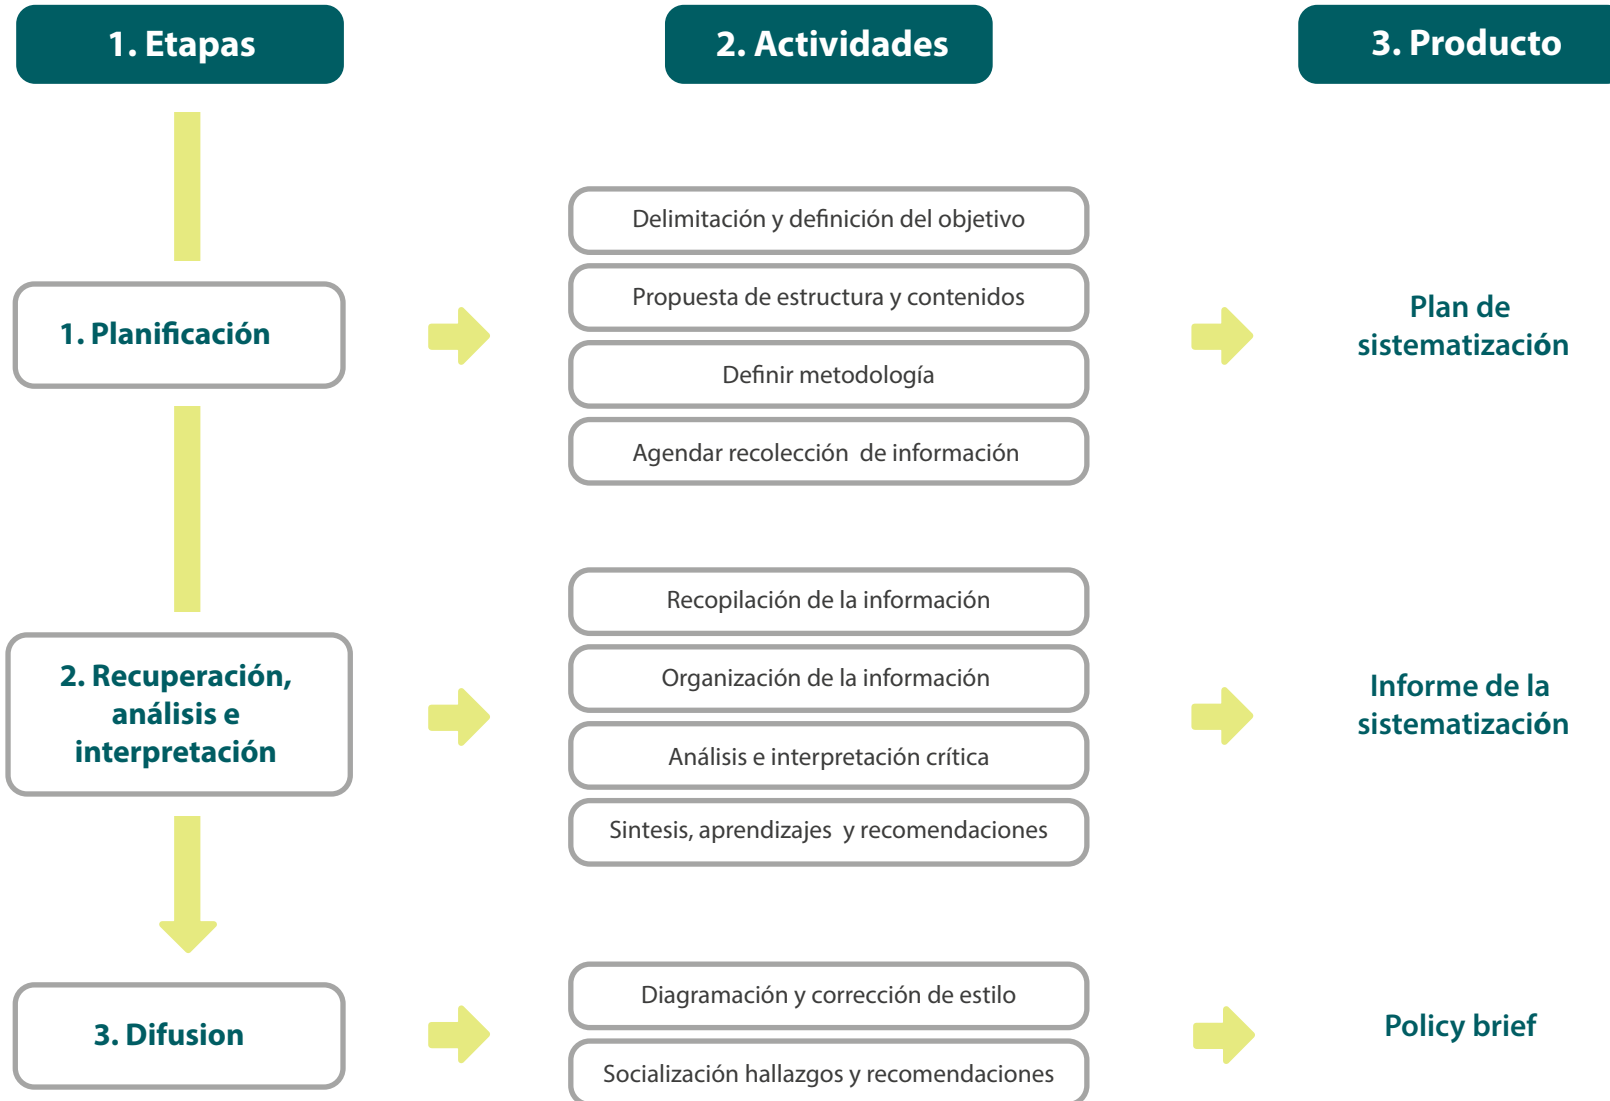 1. Etapas
2. Actividades
3. Producto
1. Planificación
Delimitación y definición del objetivo
Propuesta de estructura y contenidos
Definir metodología
Agendar recolección  de información
Plan de
sistematización
2. Recuperación,
análisis e
interpretación
Recopilación de la información
Organización de la información
Análisis e interpretación crítica
Sintesis, aprendizajes  y recomendaciones
Informe de la
sistematización
3. Difusion
Diagramación y corrección de estilo
Socialización hallazgos y recomendaciones
Policy brief